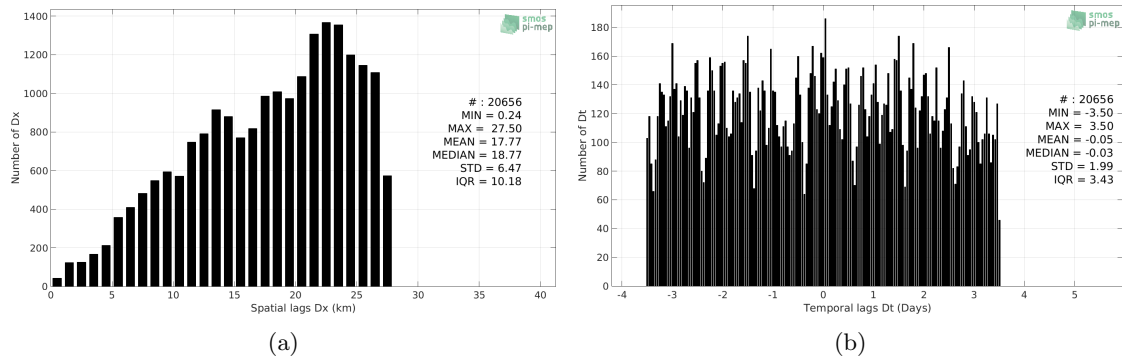 1400
1200
1000
800
600
400
200
0
Number of Dx
0 5 10 15 20 25 30 35 40
Spatial lags Dx (km)
smos
pi-mep
# : 20656
MIN = 0.24
MAX = 27.50
MEAN = 17.77
MEDIAN = 18.77
STD = 6.47
IQR = 10.18
(a)
180
160
140
120
100
80
60
40
20
0
Number of Dt
-4 -3 -2 -1 0 1 2 3 4 5
Temporal lags Dt (Days)
smos
pi-mep
# : 20656
MIN = -3.50
MAX = 3.50
MEAN = -0.05
MEDIAN = -0.03
STD = 1.99
IQR = 3.43
(b)